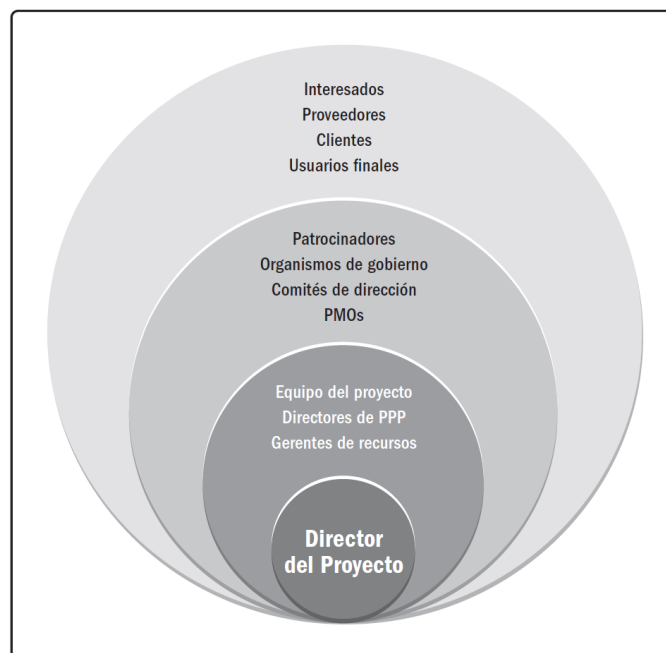 Interesados
Proveedores
Clientes
Usuarios finales
Patrocinadores
Organismos de gobierno
Comités de dirección
PMOs
Equipo del proyecto
Directores de PPP
Gerentes de recursos
Director
del Proyecto